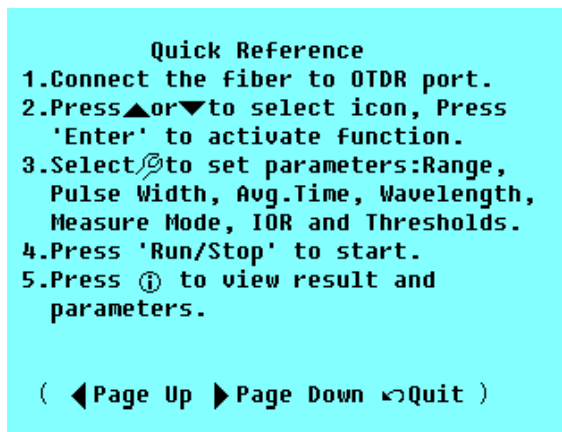 Quick Reference
1.Connect the fiber to OTDR port.
2.Press▲or▼to select icon, Press
'Enter' to activate function.
3.Select to set parameters:Range,
Pulse Width, Avg.Time, Wavelength,
Measure Mode, IOR and Thresholds.
4.Press 'Run/Stop' to start.
5.Press ⓘ to view result and
parameters.
( ◀Page Up ▶Page Down ↶Quit )